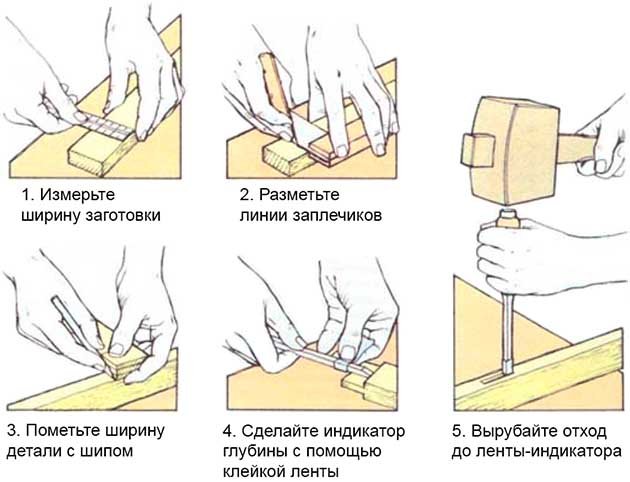 1. Измерьте
ширину заготовки
2. Разметьте
линии заплечиков
3. Пометьте ширину
детали с шипом
4. Сделайте индикатор
глубины с помощью
клейкой ленты
5. Вырубайте отход
до ленты-индикатора